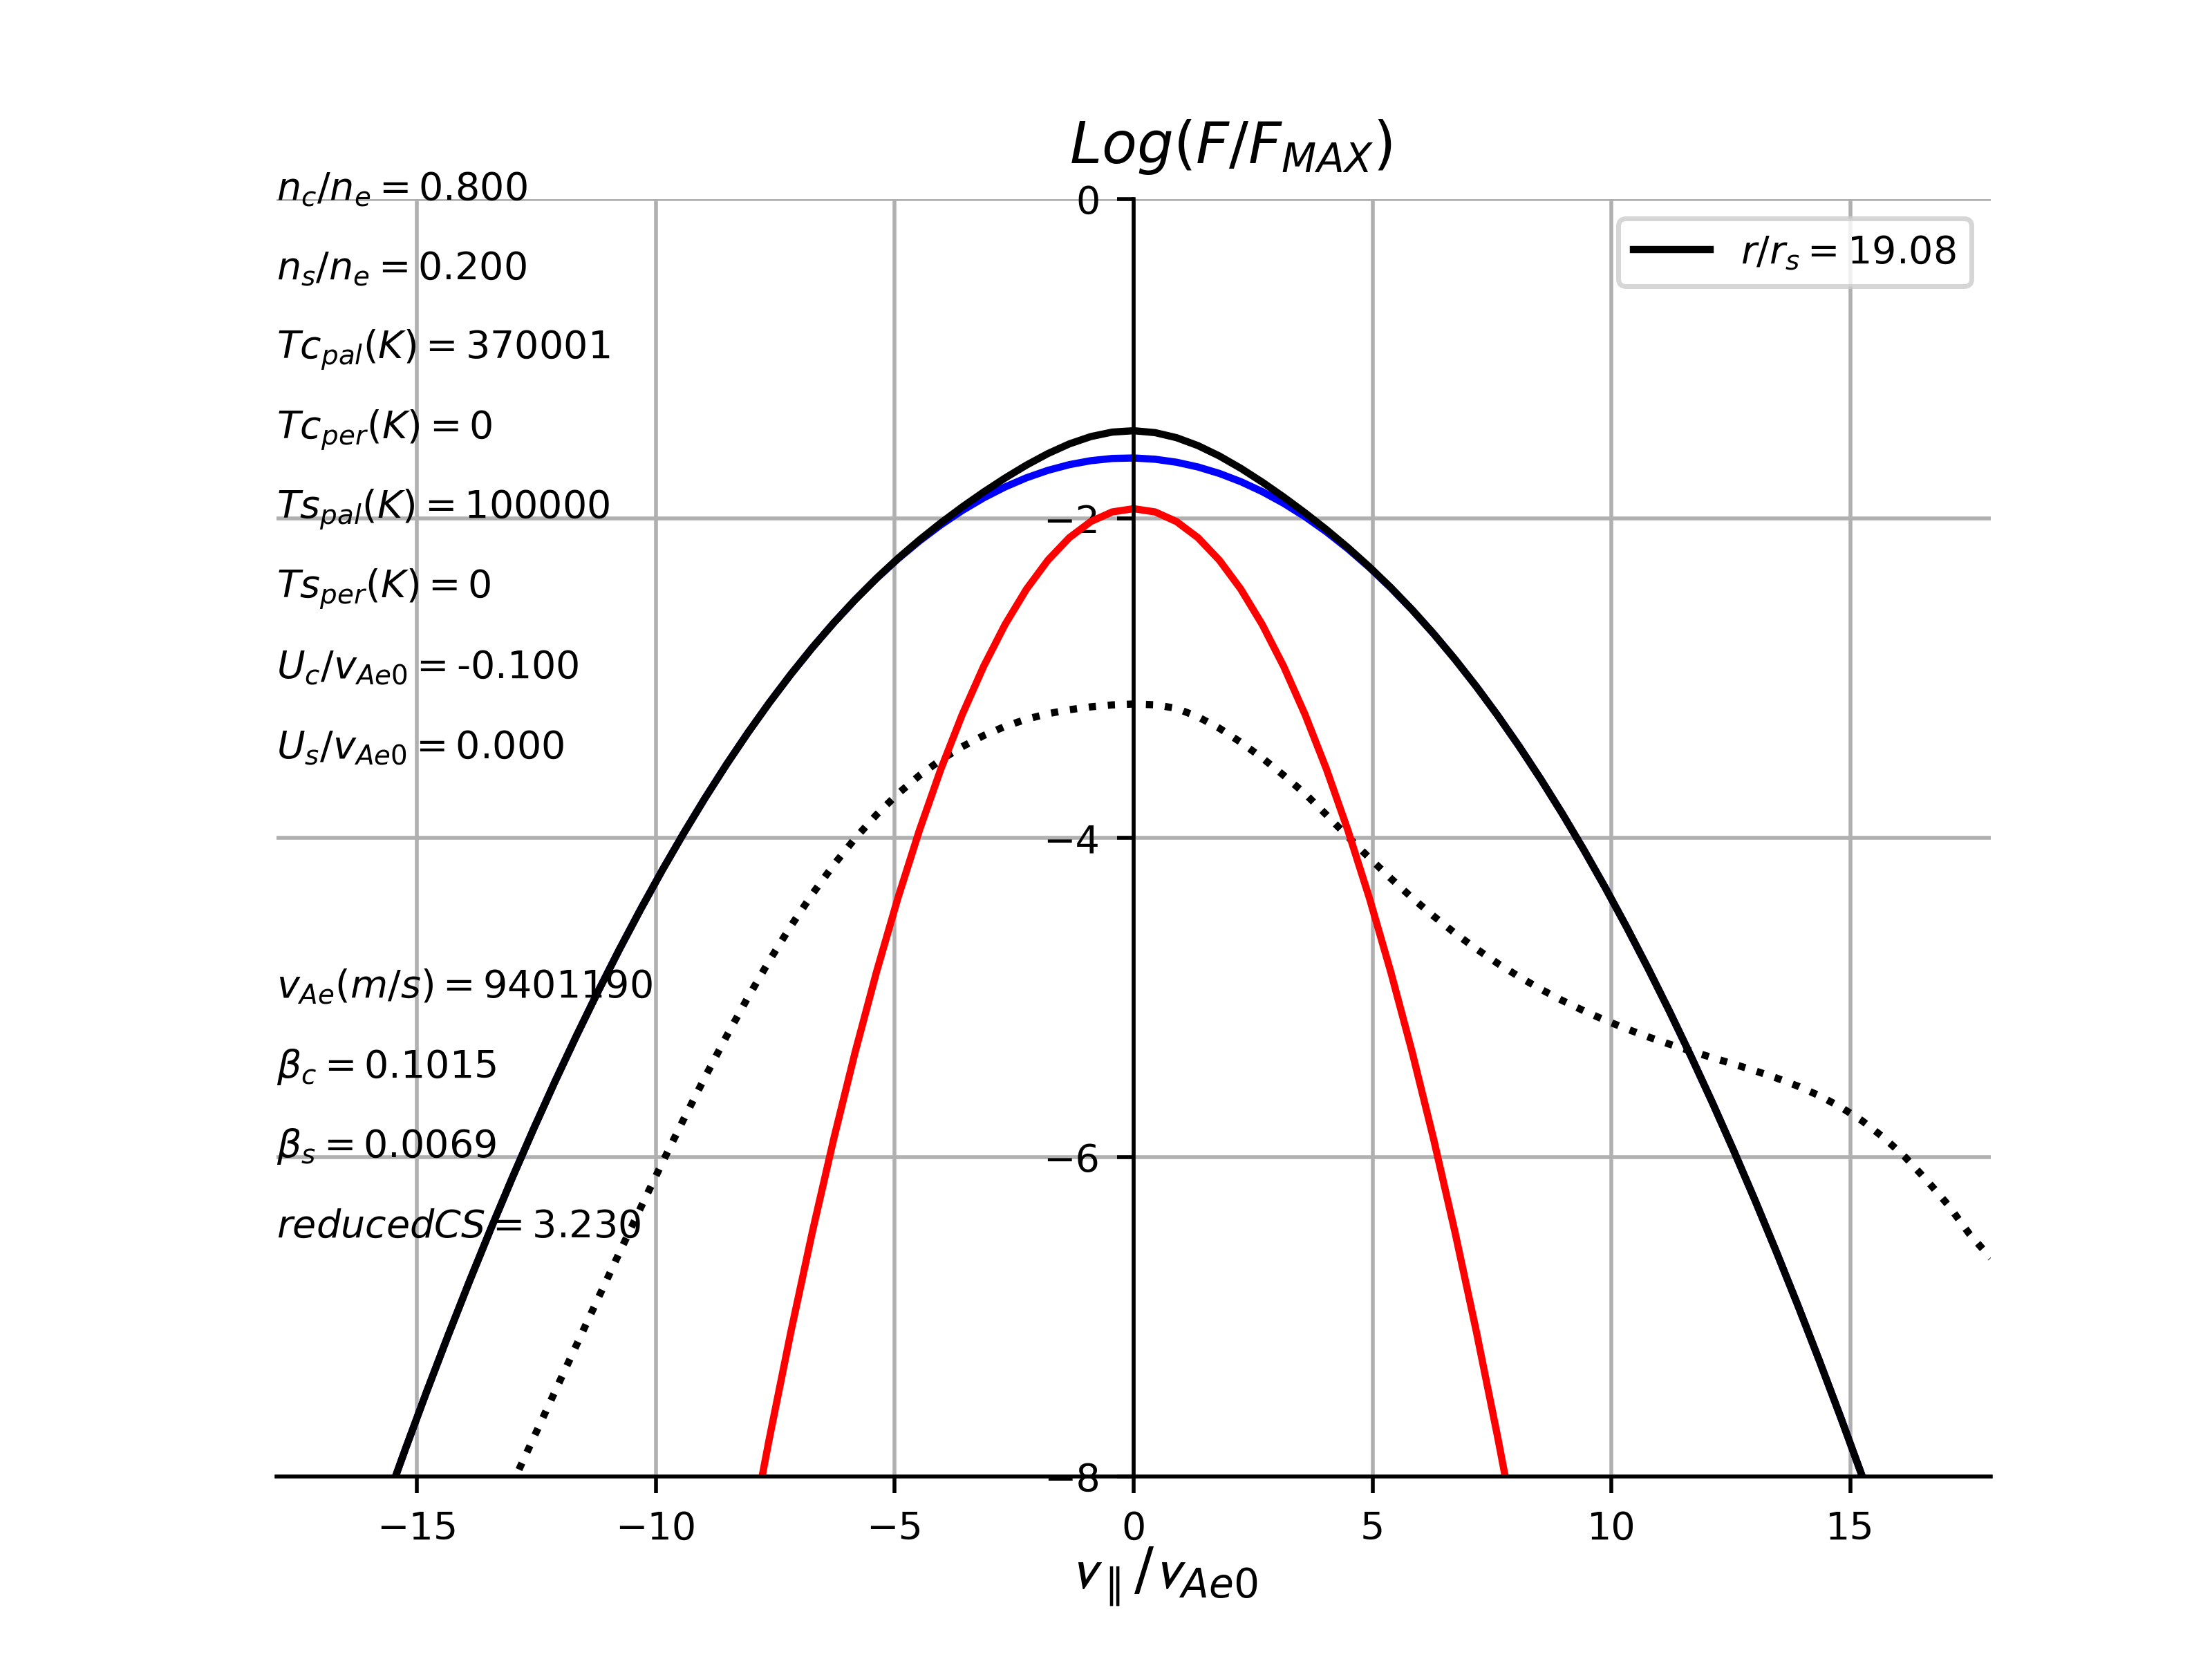 Log(F/F_MAX)
n_c/n_e = 0.800
0
r/r_s = 19.08
n_s/n_e = 0.200
Tc_pal(K) = 370001
Tc_per(K) = 0
Ts_pal(K) = 100000
−2
Ts_per(K) = 0
U_c/v_Ae0 = -0.100
U_s/v_Ae0 = 0.000
−4
v_Ae(m/s) = 9401190
β_c = 0.1015
β_s = 0.0069
−6
reducedCS = 3.230
−8
−15 −10 −5 0 5 10 15
v_∥/v_Ae0